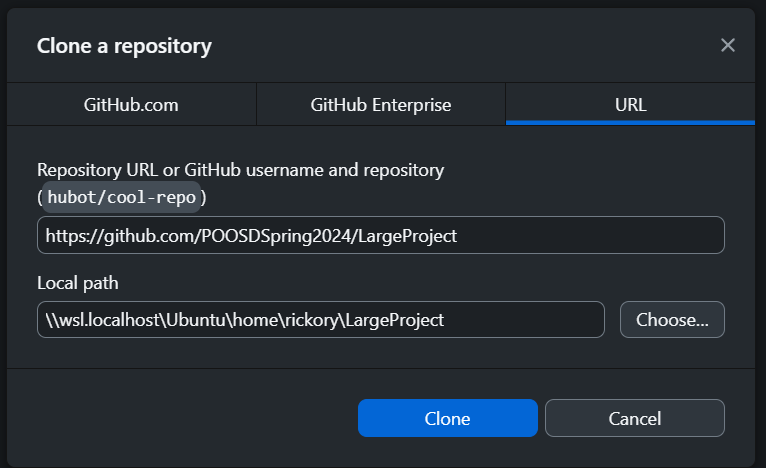 Clone a repository
GitHub.com
GitHub Enterprise
URL
Repository URL or GitHub username and repository
(hubot/cool-repo)
https://github.com/POOSDSpring2024/LargeProject
Local path
\\wsl.localhost\Ubuntu\home\rickory\LargeProject
Choose...
Clone
Cancel